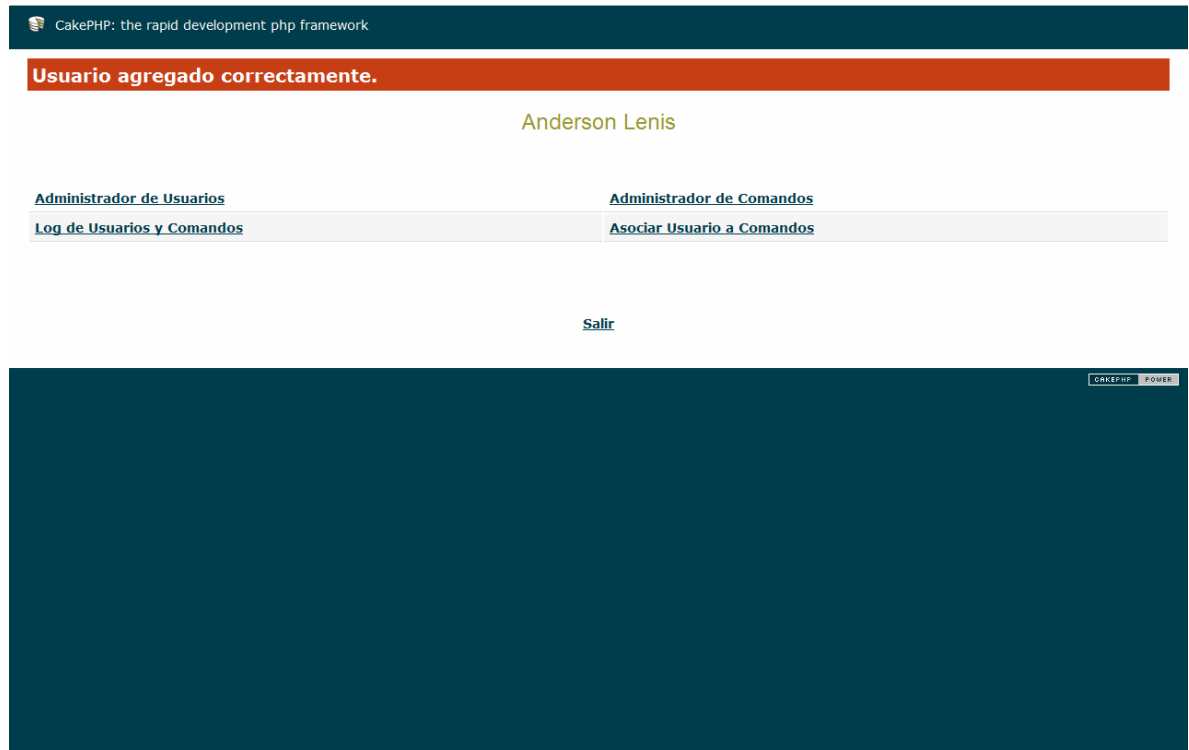 CakePHP: the rapid development php framework
Usuario agregado correctamente.
Anderson Lenis
Administrador de Usuarios Administrador de Comandos
Log de Usuarios y Comandos Asociar Usuario a Comandos
Salir
CAKEPHP POWER